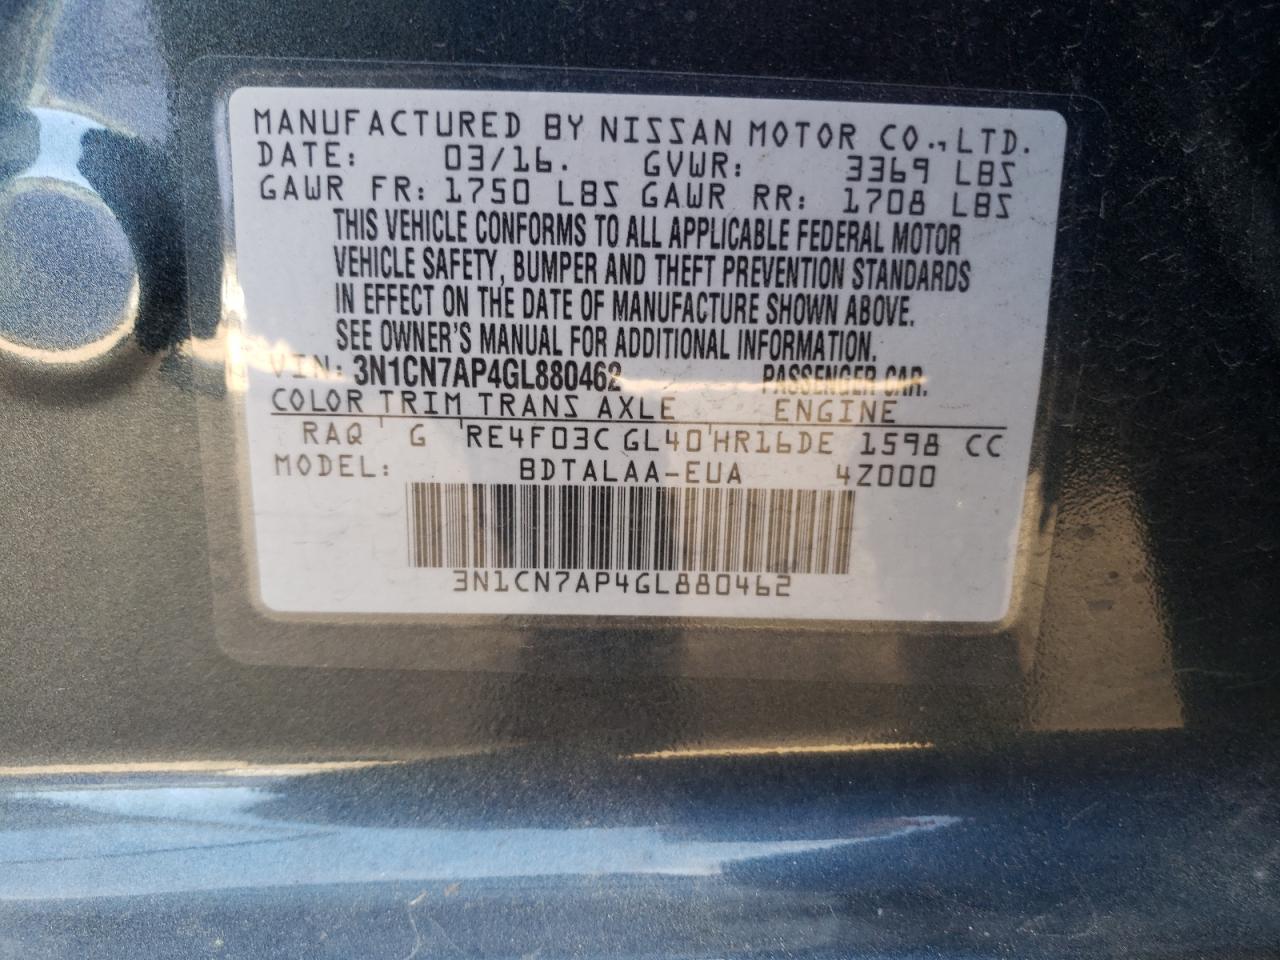 MANUFACTURED BY NISSAN MOTOR CO., LTD.
DATE: 03/16. GVWR: 3369 LBS
GAWR FR: 1750 LBS GAWR RR: 1708 LBS
THIS VEHICLE CONFORMS TO ALL APPLICABLE FEDERAL MOTOR
VEHICLE SAFETY, BUMPER AND THEFT PREVENTION STANDARDS
IN EFFECT ON THE DATE OF MANUFACTURE SHOWN ABOVE.
SEE OWNER'S MANUAL FOR ADDITIONAL INFORMATION.
VIN: 3N1CN7AP4GL880462 PASSENGER CAR.
COLOR TRIM TRANS AXLE ENGINE
RAQ ' G 'RE4F03C GL40'HR16DE 1598 CC
MODEL: BDTALAA-EUA 4Z000
3N1CN7AP4GL880462